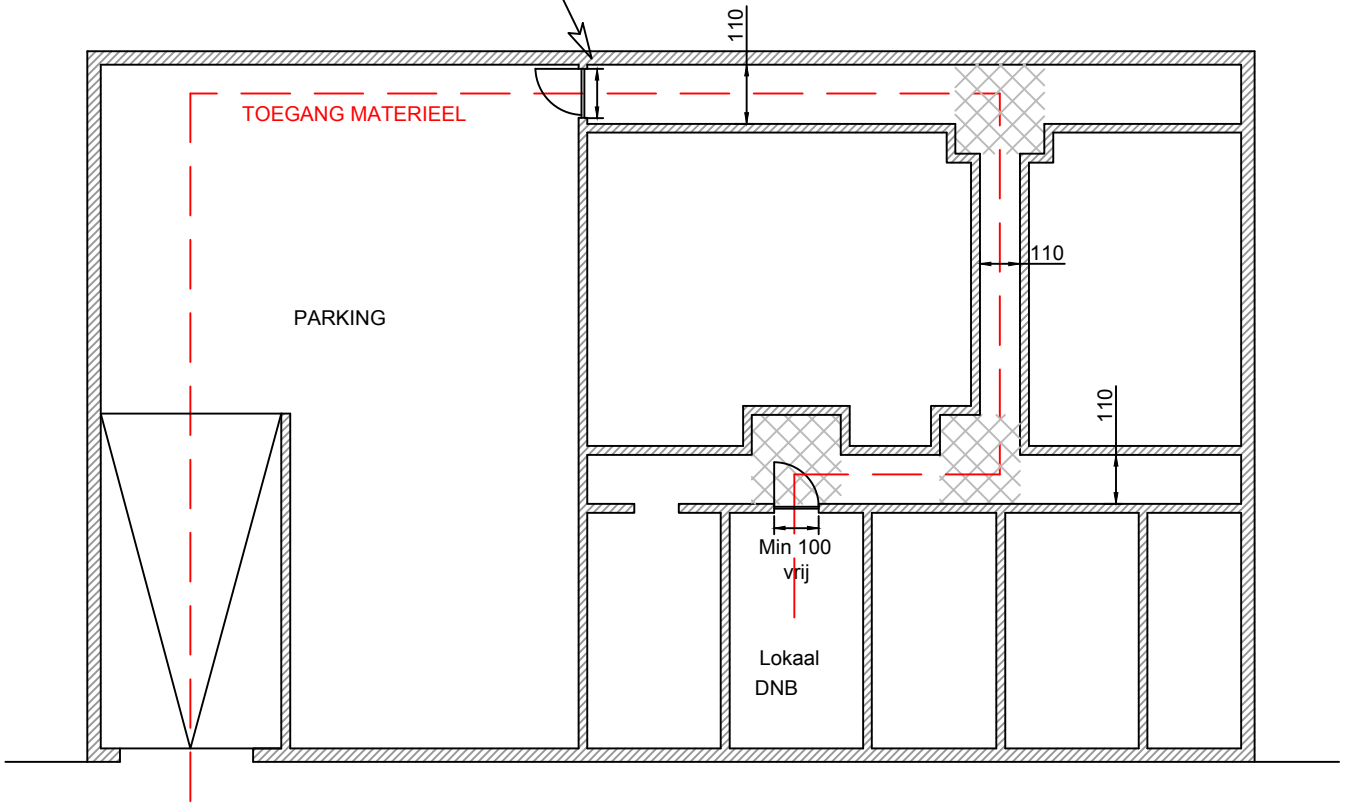 110
TOEGANG MATERIEEL
110
PARKING
110
Min 100
vrij
Lokaal
DNB